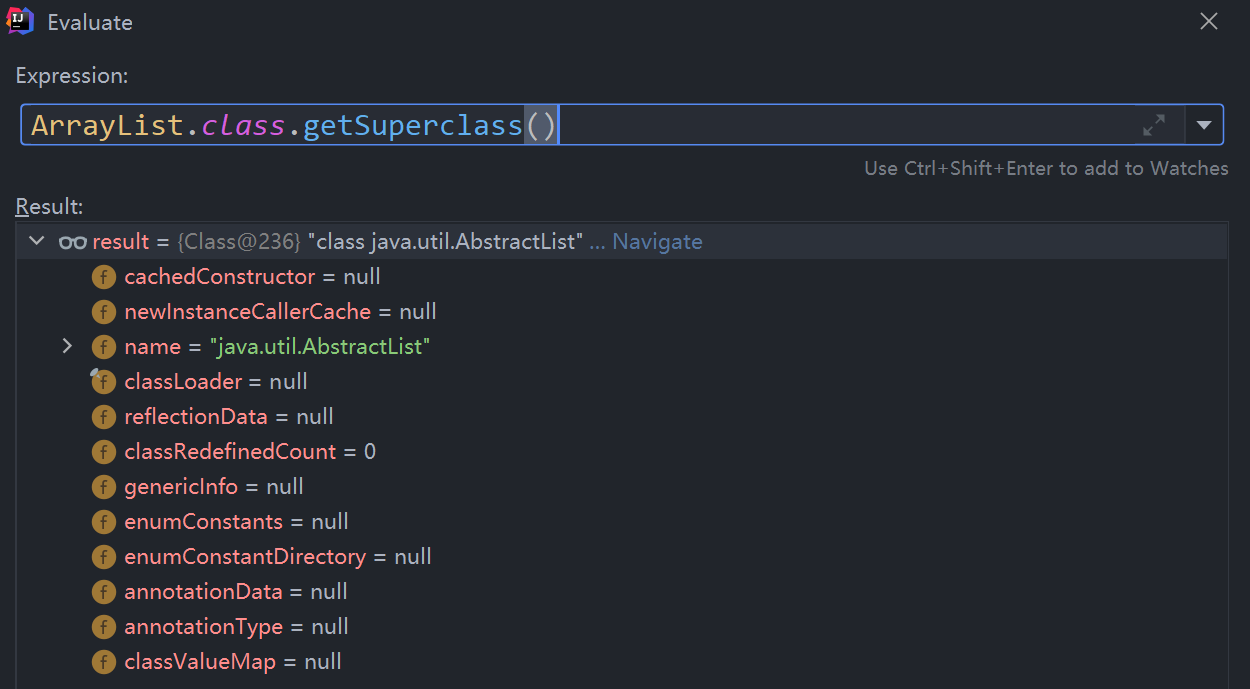 Evaluate
Expression:
ArrayList.class.getSuperclass()
Use Ctrl+Shift+Enter to add to Watches
Result:
result = {Class@236} "class java.util.AbstractList" ... Navigate
f cachedConstructor = null
f newInstanceCallerCache = null
f name = "java.util.AbstractList"
f classLoader = null
f reflectionData = null
f classRedefinedCount = 0
f genericInfo = null
f enumConstants = null
f enumConstantDirectory = null
f annotationData = null
f annotationType = null
f classValueMap = null